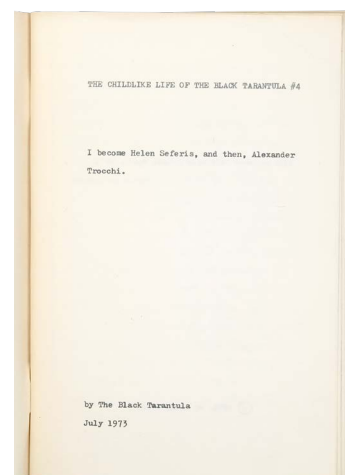 THE CHILDLIKE LIFE OF THE BLACK TARANTULA #4
I become Helen Seferis, and then, Alexander
Trocchi.
by The Black Tarantula
July 1973